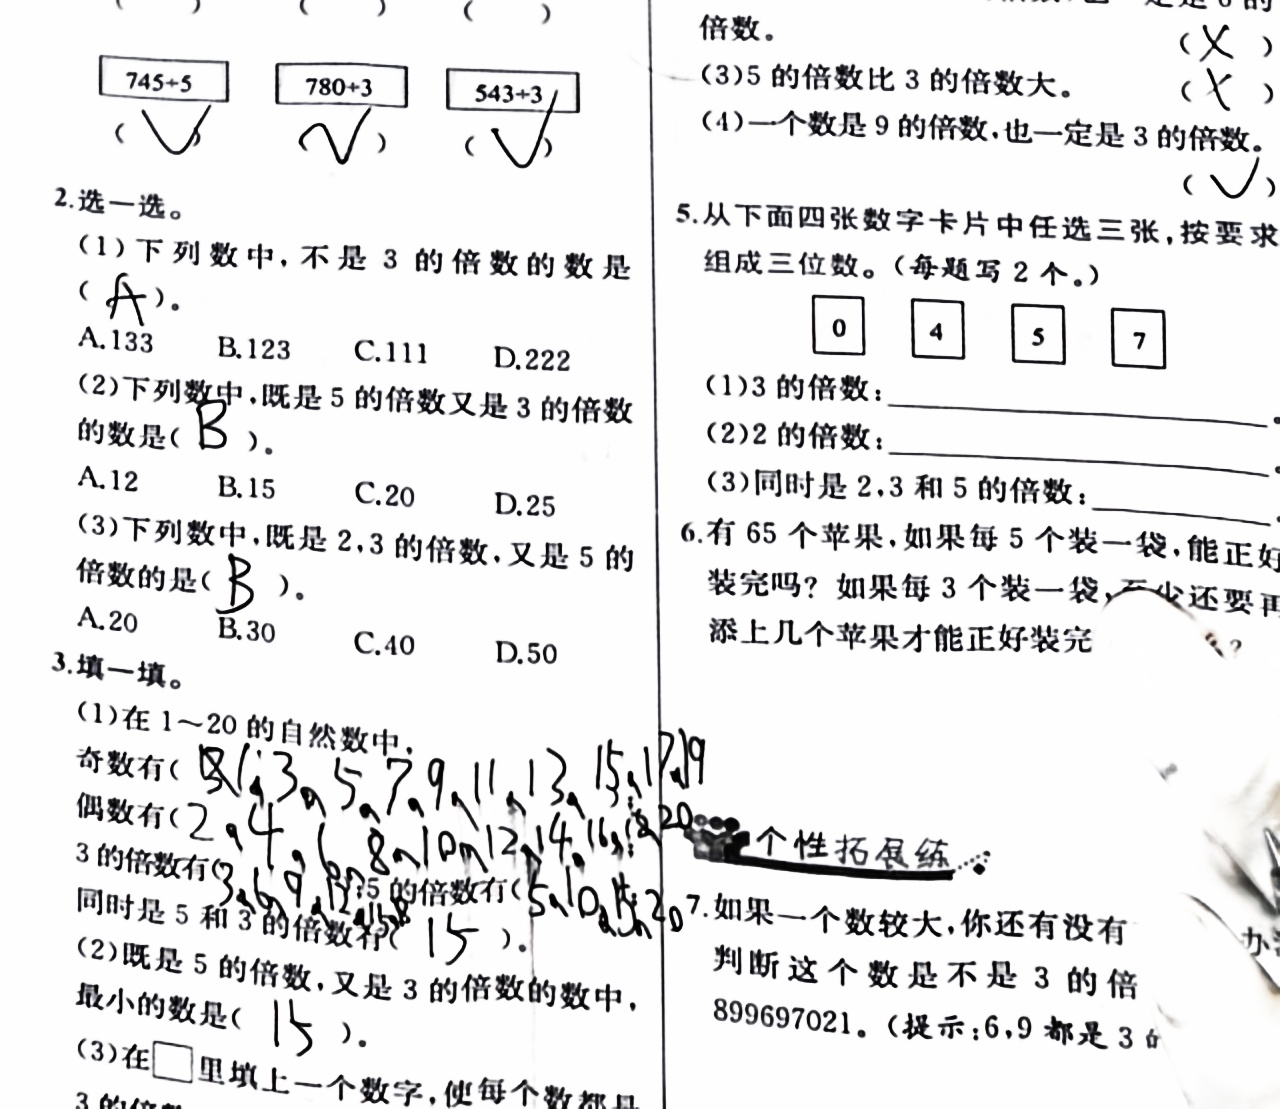 745÷5 780÷3 543÷3
(√) (√) (√)
2.选一选。
(1)下列数中,不是3的倍数的数是
(A)。
A.133 B.123 C.111 D.222
(2)下列数中,既是5的倍数又是3的倍数
的数是(B)。
A.12 B.15 C.20 D.25
(3)下列数中,既是2,3的倍数,又是5的
倍数的是(B)。
A.20 B.30 C.40 D.50
3.填一填。
(1)在1~20的自然数中,
奇数有(1,3,5,7,9,11,13,15,17,19
偶数有(2,4,6,8,10,12,14,16,18,20
3的倍数有(3,6,9,12,15,18 5的倍数有(5,10,15,20
同时是5和3的倍数有(15)。
(2)既是5的倍数,又是3的倍数的数中,
最小的数是(15)。
(3)在□里填上一个数字,使每个数都是
3的倍数
倍数。 (×)
(3)5的倍数比3的倍数大。 (×)
(4)一个数是9的倍数,也一定是3的倍数。
(√)
5.从下面四张数字卡片中任选三张,按要求
组成三位数。(每题写2个。)
0 4 5 7
(1)3的倍数:。
(2)2的倍数:。
(3)同时是2,3和5的倍数:。
6.有65个苹果,如果每5个装一袋,能正好
装完吗?如果每3个装一袋,至少还要再
添上几个苹果才能正好装完 ?
个性拓展练
7.如果一个数较大,你还有没有 办
判断这个数是不是3的倍
899697021。(提示:6,9都是3的